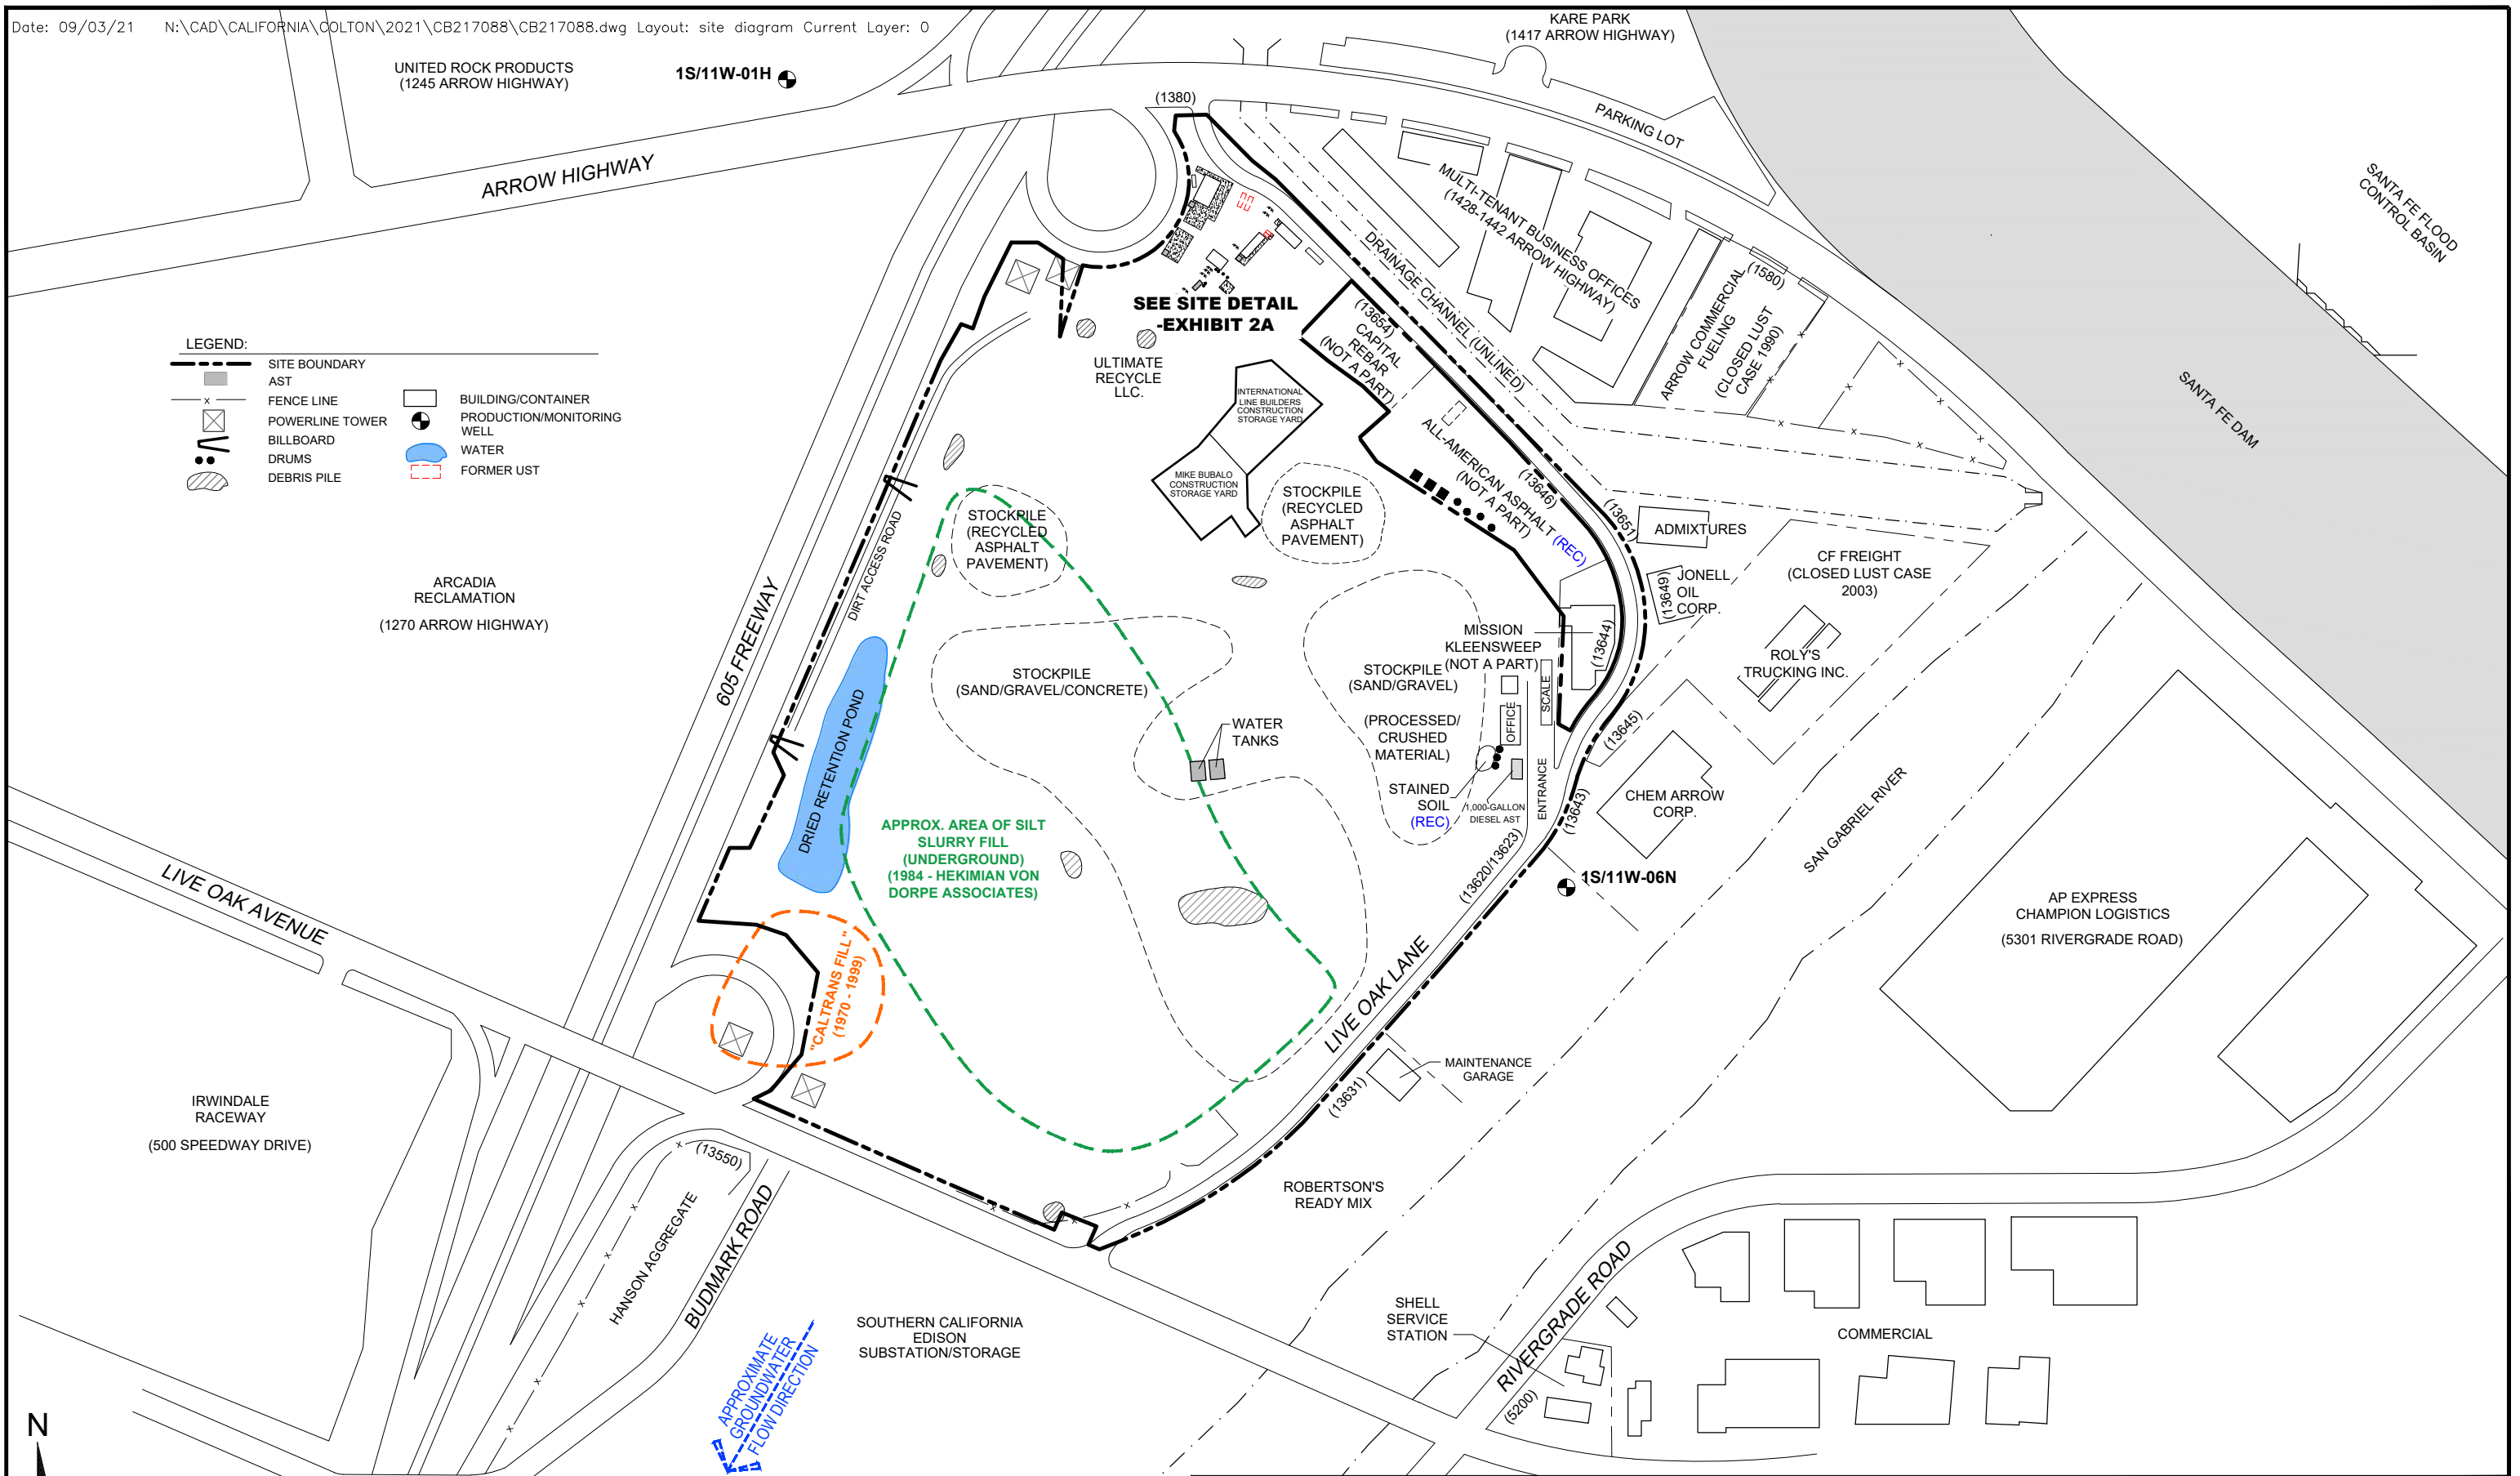 Date: 09/03/21    N:\CAD\CALIFORNIA\COLTON\2021\CB217088\CB217088.dwg Layout: site diagram Current Layer: 0
KARE PARK
(1417 ARROW HIGHWAY)
UNITED ROCK PRODUCTS
(1245 ARROW HIGHWAY)
1S/11W-01H
(1380)
PARKING LOT
ARROW HIGHWAY
MULTI-TENANT BUSINESS OFFICES
(1428-1442 ARROW HIGHWAY)
SANTA FE FLOOD
CONTROL BASIN
DRAINAGE CHANNEL (UNLINED)
(1580)
ARROW COMMERCIAL
FUELING
(CLOSED LUST
CASE 1990)
SANTA FE DAM
SEE SITE DETAIL
-EXHIBIT 2A
(13654)
CAPITAL
REBAR
(NOT A PART)
LEGEND:
SITE BOUNDARY
AST
FENCE LINE
x
POWERLINE TOWER
BILLBOARD
DRUMS
DEBRIS PILE
BUILDING/CONTAINER
PRODUCTION/MONITORING
WELL
WATER
FORMER UST
ULTIMATE
RECYCLE
LLC.
INTERNATIONAL
LINE BUILDERS
CONSTRUCTION
STORAGE YARD
MIKE BUBALO
CONSTRUCTION
STORAGE YARD
ALL-AMERICAN ASPHALT
(NOT A PART)
(REC)
(13646)
(13651)
STOCKPILE
(RECYCLED
ASPHALT
PAVEMENT)
STOCKPILE
(RECYCLED
ASPHALT
PAVEMENT)
ADMIXTURES
CF FREIGHT
(CLOSED LUST CASE
2003)
(13649)
JONELL
OIL
CORP.
DIRT ACCESS ROAD
ARCADIA
RECLAMATION
(1270 ARROW HIGHWAY)
605 FREEWAY
MISSION
KLEENSWEEP
(NOT A PART)
(13644)
ROLY'S
TRUCKING INC.
STOCKPILE
(SAND/GRAVEL/CONCRETE)
STOCKPILE
(SAND/GRAVEL)
(PROCESSED/
CRUSHED
MATERIAL)
SCALE
OFFICE
DRIED RETENTION POND
WATER
TANKS
(13645)
STAINED
SOIL
(REC)
1,000-GALLON
DIESEL AST
ENTRANCE
(13643)
CHEM ARROW
CORP.
SAN GABRIEL RIVER
APPROX. AREA OF SILT
SLURRY FILL
(UNDERGROUND)
(1984 - HEKIMIAN VON
DORPE ASSOCIATES)
(13620/13623)
1S/11W-06N
LIVE OAK AVENUE
AP EXPRESS
CHAMPION LOGISTICS
(5301 RIVERGRADE ROAD)
"CALTRANS FILL"
(1970 - 1999)
LIVE OAK LANE
MAINTENANCE
GARAGE
(13631)
IRWINDALE
RACEWAY
(500 SPEEDWAY DRIVE)
(13550)
HANSON AGGREGATE
BUDMARK ROAD
ROBERTSON'S
READY MIX
RIVERGRADE ROAD
SHELL
SERVICE
STATION
COMMERCIAL
SOUTHERN CALIFORNIA
EDISON
SUBSTATION/STORAGE
APPROXIMATE
GROUNDWATER
FLOW DIRECTION
(5200)
N